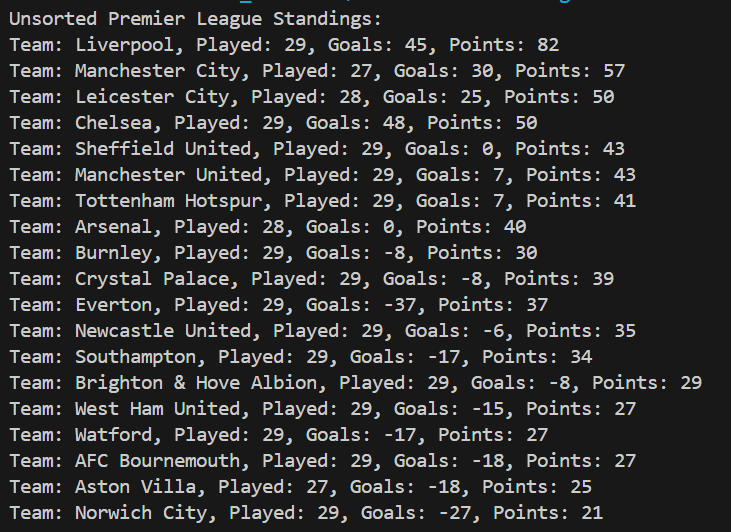 Unsorted Premier League Standings:
Team: Liverpool, Played: 29, Goals: 45, Points: 82
Team: Manchester City, Played: 27, Goals: 30, Points: 57
Team: Leicester City, Played: 28, Goals: 25, Points: 50
Team: Chelsea, Played: 29, Goals: 48, Points: 50
Team: Sheffield United, Played: 29, Goals: 0, Points: 43
Team: Manchester United, Played: 29, Goals: 7, Points: 43
Team: Tottenham Hotspur, Played: 29, Goals: 7, Points: 41
Team: Arsenal, Played: 28, Goals: 0, Points: 40
Team: Burnley, Played: 29, Goals: -8, Points: 30
Team: Crystal Palace, Played: 29, Goals: -8, Points: 39
Team: Everton, Played: 29, Goals: -37, Points: 37
Team: Newcastle United, Played: 29, Goals: -6, Points: 35
Team: Southampton, Played: 29, Goals: -17, Points: 34
Team: Brighton & Hove Albion, Played: 29, Goals: -8, Points: 29
Team: West Ham United, Played: 29, Goals: -15, Points: 27
Team: Watford, Played: 29, Goals: -17, Points: 27
Team: AFC Bournemouth, Played: 29, Goals: -18, Points: 27
Team: Aston Villa, Played: 27, Goals: -18, Points: 25
Team: Norwich City, Played: 29, Goals: -27, Points: 21